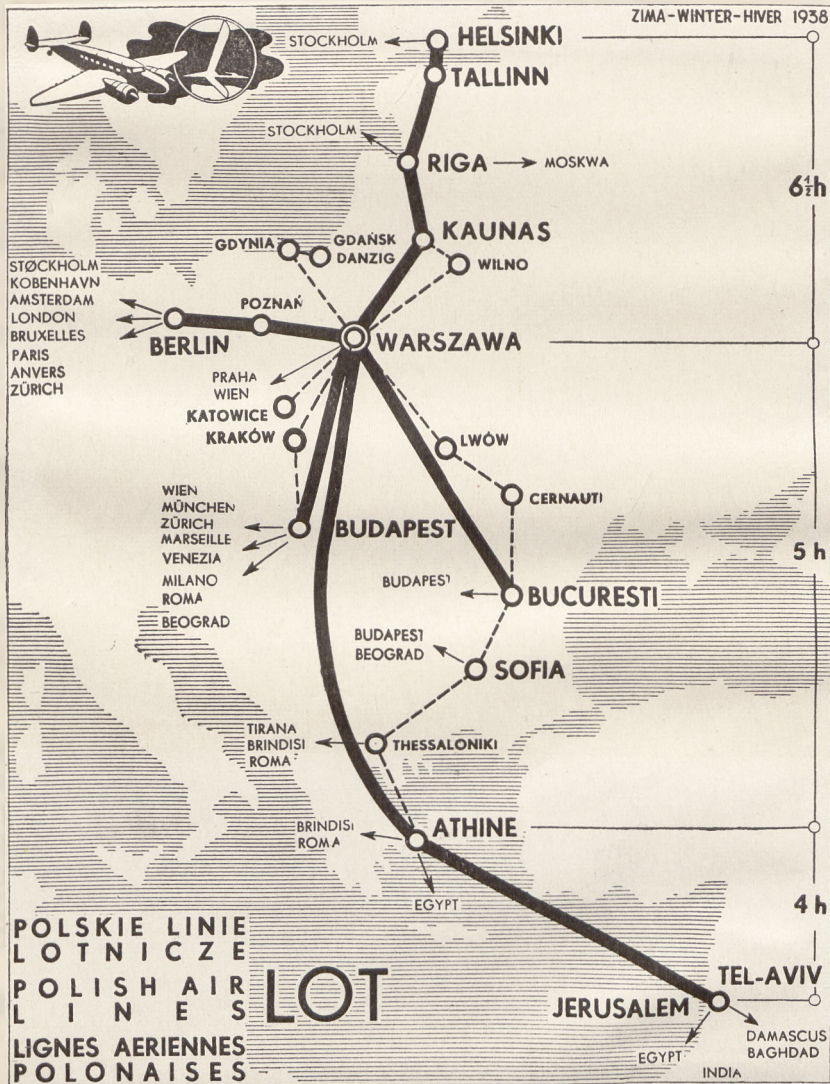 ZIMA-WINTER-HIVER 1938
STOCKHOLM
HELSINKI
TALLINN
STOCKHOLM
RIGA
MOSKWA
6½h
KAUNAS
GDYNIA
GDAŃSK
DANZIG
WILNO
STØCKHOLM
KOBENHAVN
AMSTERDAM
LONDON
BRUXELLES
PARIS
ANVERS
ZÜRICH
POZNAŃ
BERLIN
WARSZAWA
PRAHA
WIEN
KATOWICE
KRAKÓW
LWÓW
CERNAUTI
WIEN
MÜNCHEN
ZÜRICH
MARSEILLE
VENEZIA
MILANO
ROMA
BEOGRAD
BUDAPEST
5h
BUDAPEST
BUCURESTI
BUDAPEST
BEOGRAD
SOFIA
TIRANA
BRINDISI
ROMA
THESSALONIKI
BRINDISI
ROMA
ATHINE
EGYPT
4h
POLSKIE LINIE
LOTNICZE
POLISH AIR
LINES
LIGNES AERIENNES
POLONAISES
LOT
TEL-AVIV
JERUSALEM
DAMASCUS
BAGHDAD
EGYPT
INDIA